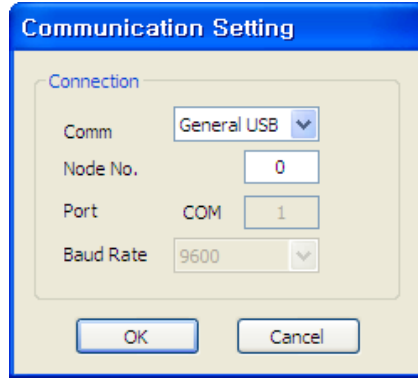 Communication Setting
Connection
Comm General USB
Node No. 0
Port COM 1
Baud Rate 9600
OK Cancel